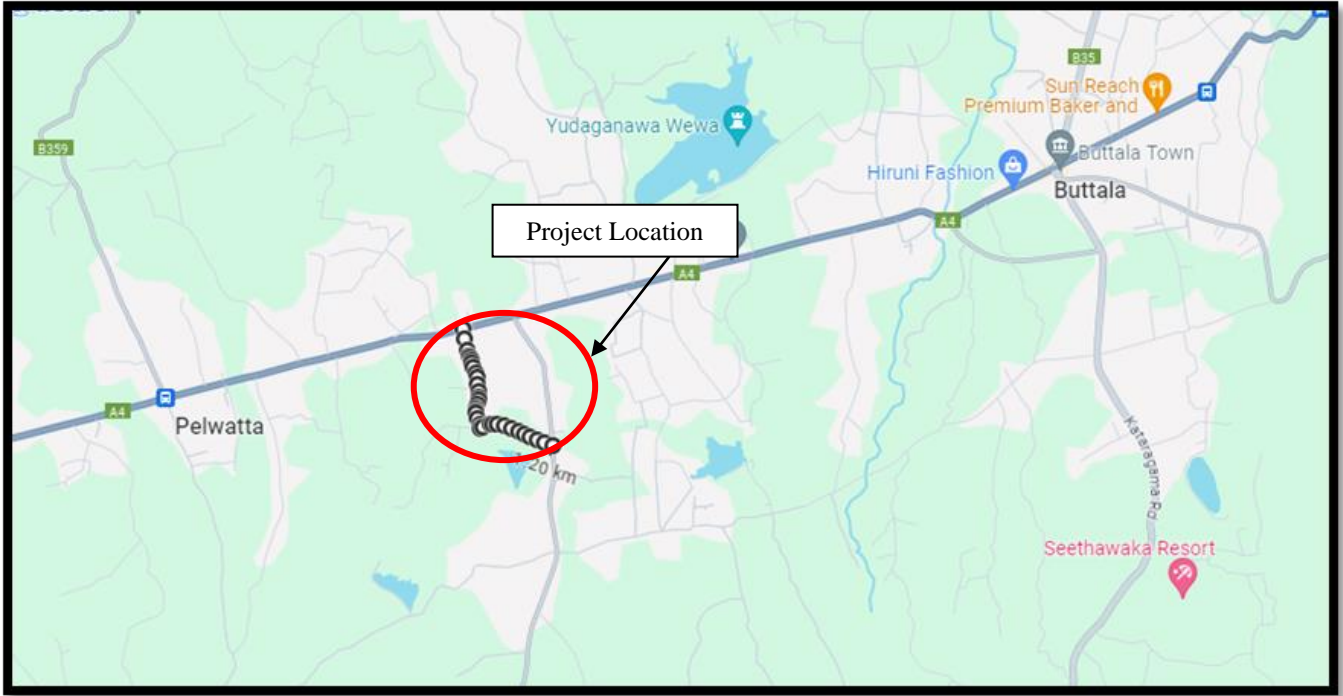 B35
Sun Reach
Premium Baker and
Yudaganawa Wewa
B359
Buttala Town
Hiruni Fashion
Buttala
Project Location
A4
A4
A4
Pelwatta
20 km
Kataragama Rd
Seethawaka Resort